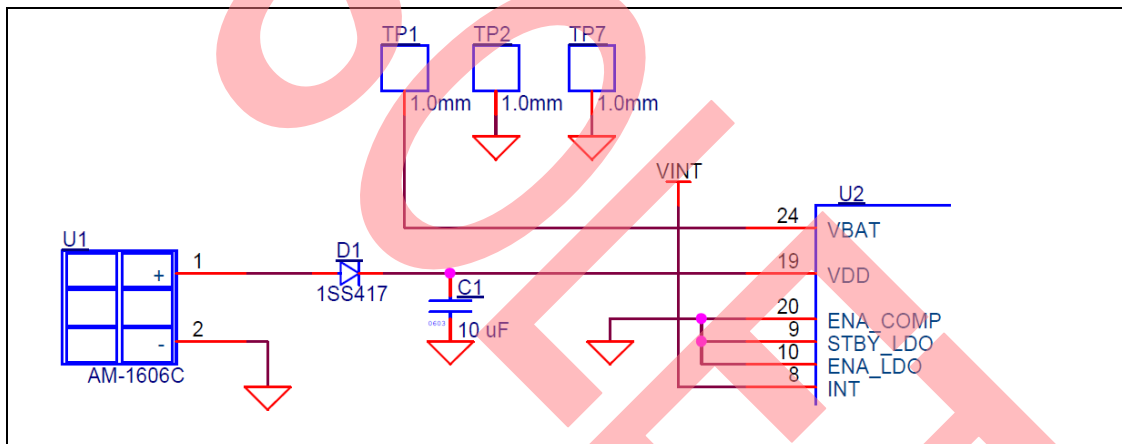 TP1 TP2 TP7
1.0mm 1.0mm 1.0mm
VINT
U2
24 VBAT
U1
+ 1
D1
1SS417
19 VDD
C1
0603
10 uF
20 ENA_COMP
9 STBY_LDO
10 ENA_LDO
8 INT
- 2
AM-1606C